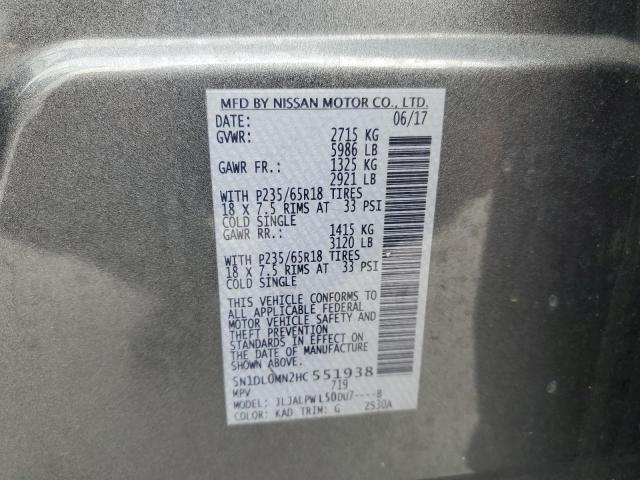 MFD BY NISSAN MOTOR CO., LTD.
DATE: 06/17
GVWR: 2715 KG
5986 LB
GAWR FR.: 1325 KG
2921 LB
WITH P235/65R18 TIRES
18 X 7.5 RIMS AT 33 PSI
COLD SINGLE
GAWR RR.: 1415 KG
3120 LB
WITH P235/65R18 TIRES
18 X 7.5 RIMS AT 33 PSI
COLD SINGLE
THIS VEHICLE CONFORMS TO
ALL APPLICABLE FEDERAL
MOTOR VEHICLE SAFETY AND
THEFT PREVENTION
STANDARDS IN EFFECT ON
THE DATE OF MANUFACTURE
SHOWN ABOVE.
5N1DL0MN2HC551938
MPV 719
MODEL: JLJALPWL50DU7----B
COLOR: KAD TRIM: G 2S30A